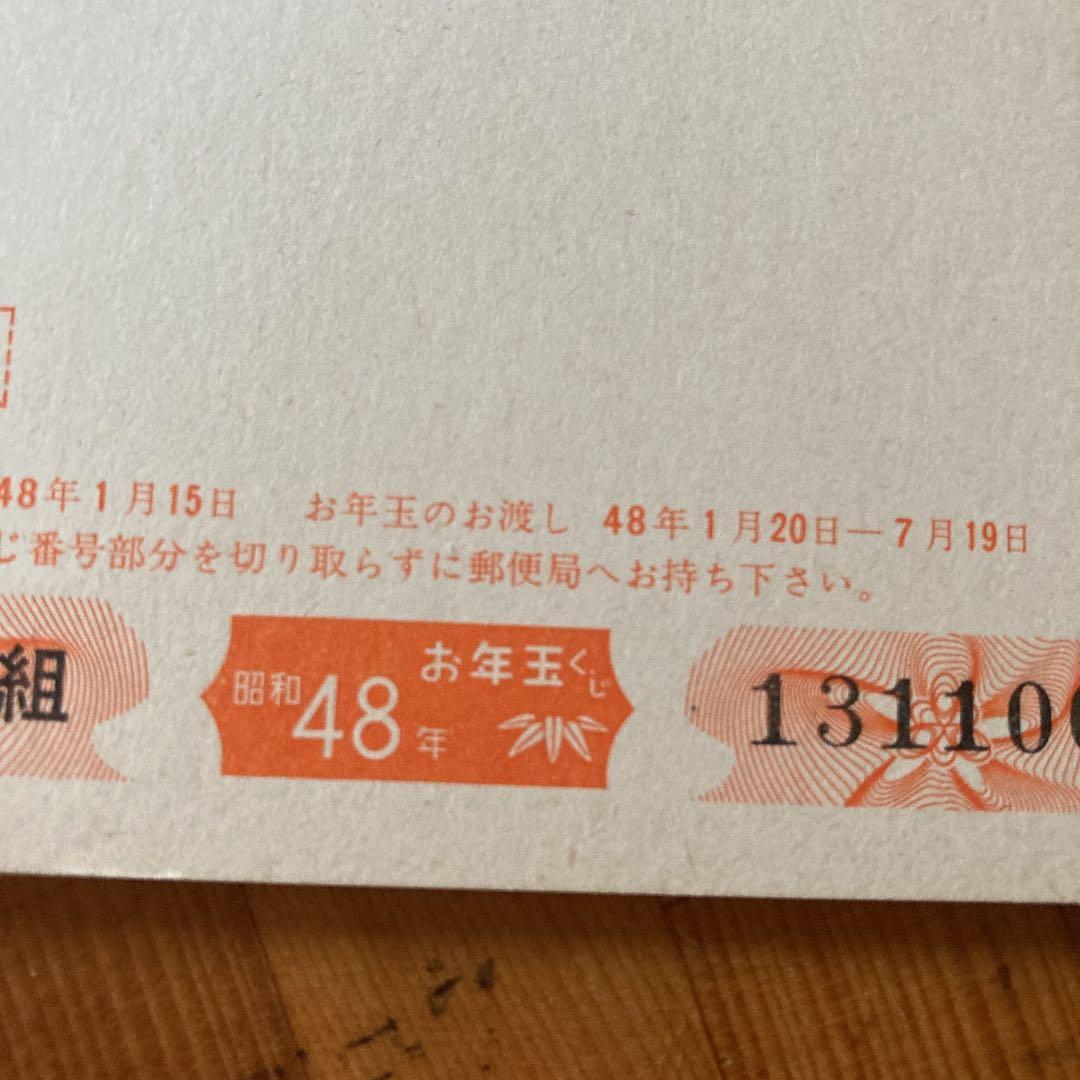 48年1月15日 お年玉のお渡し 48年1月20日―7月19日
じ番号部分を切り取らずに郵便局へお持ち下さい。
組
昭和48年 お年玉くじ
13110